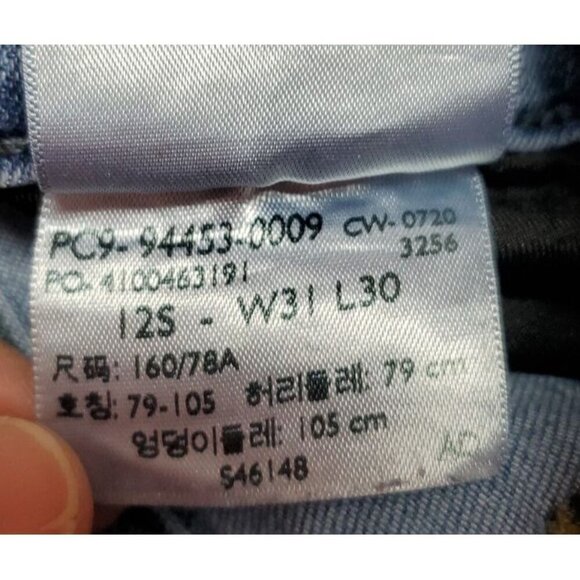 PC9-94453-0009 CW-0720
3256
PO-4100463191
12S - W31 L30
尺码: 160/78A
호칭: 79-105 허리둘레: 79 cm
엉덩이둘레: 105 cm
S46148
AD